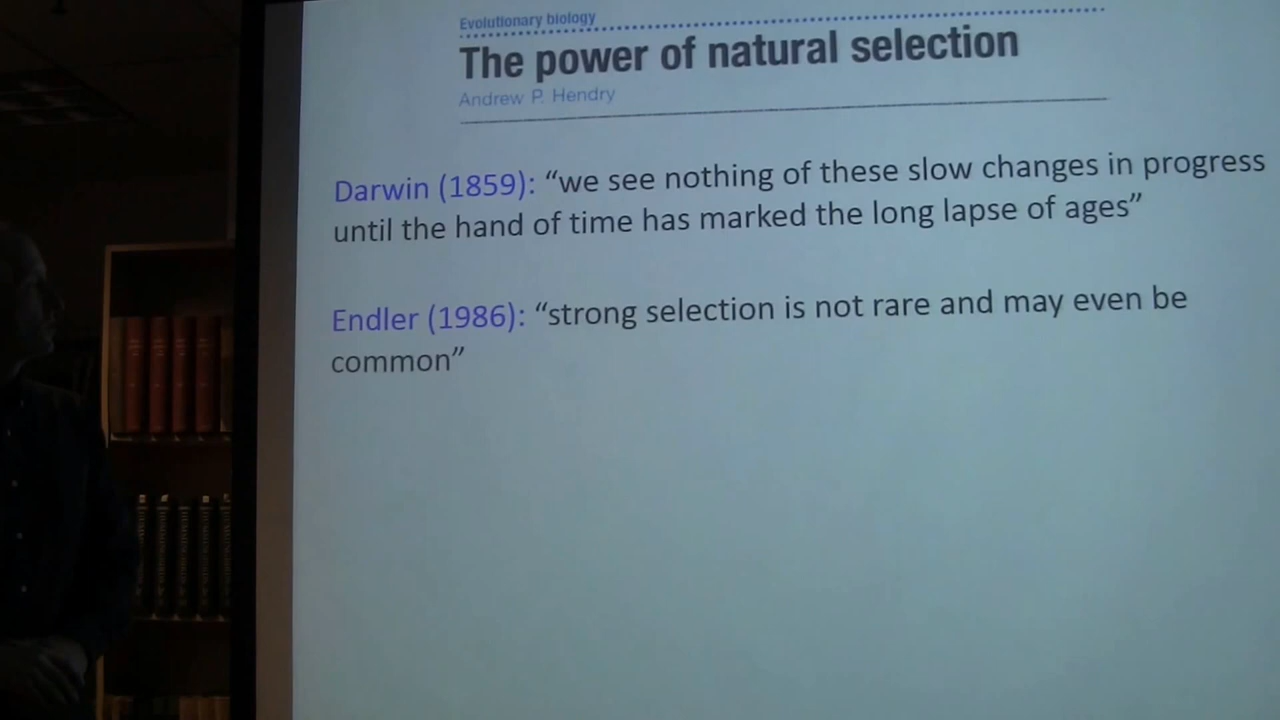 Evolutionary biology
The power of natural selection
Andrew P. Hendry
Darwin (1859): “we see nothing of these slow changes in progress
until the hand of time has marked the long lapse of ages”
Endler (1986): “strong selection is not rare and may even be
common”